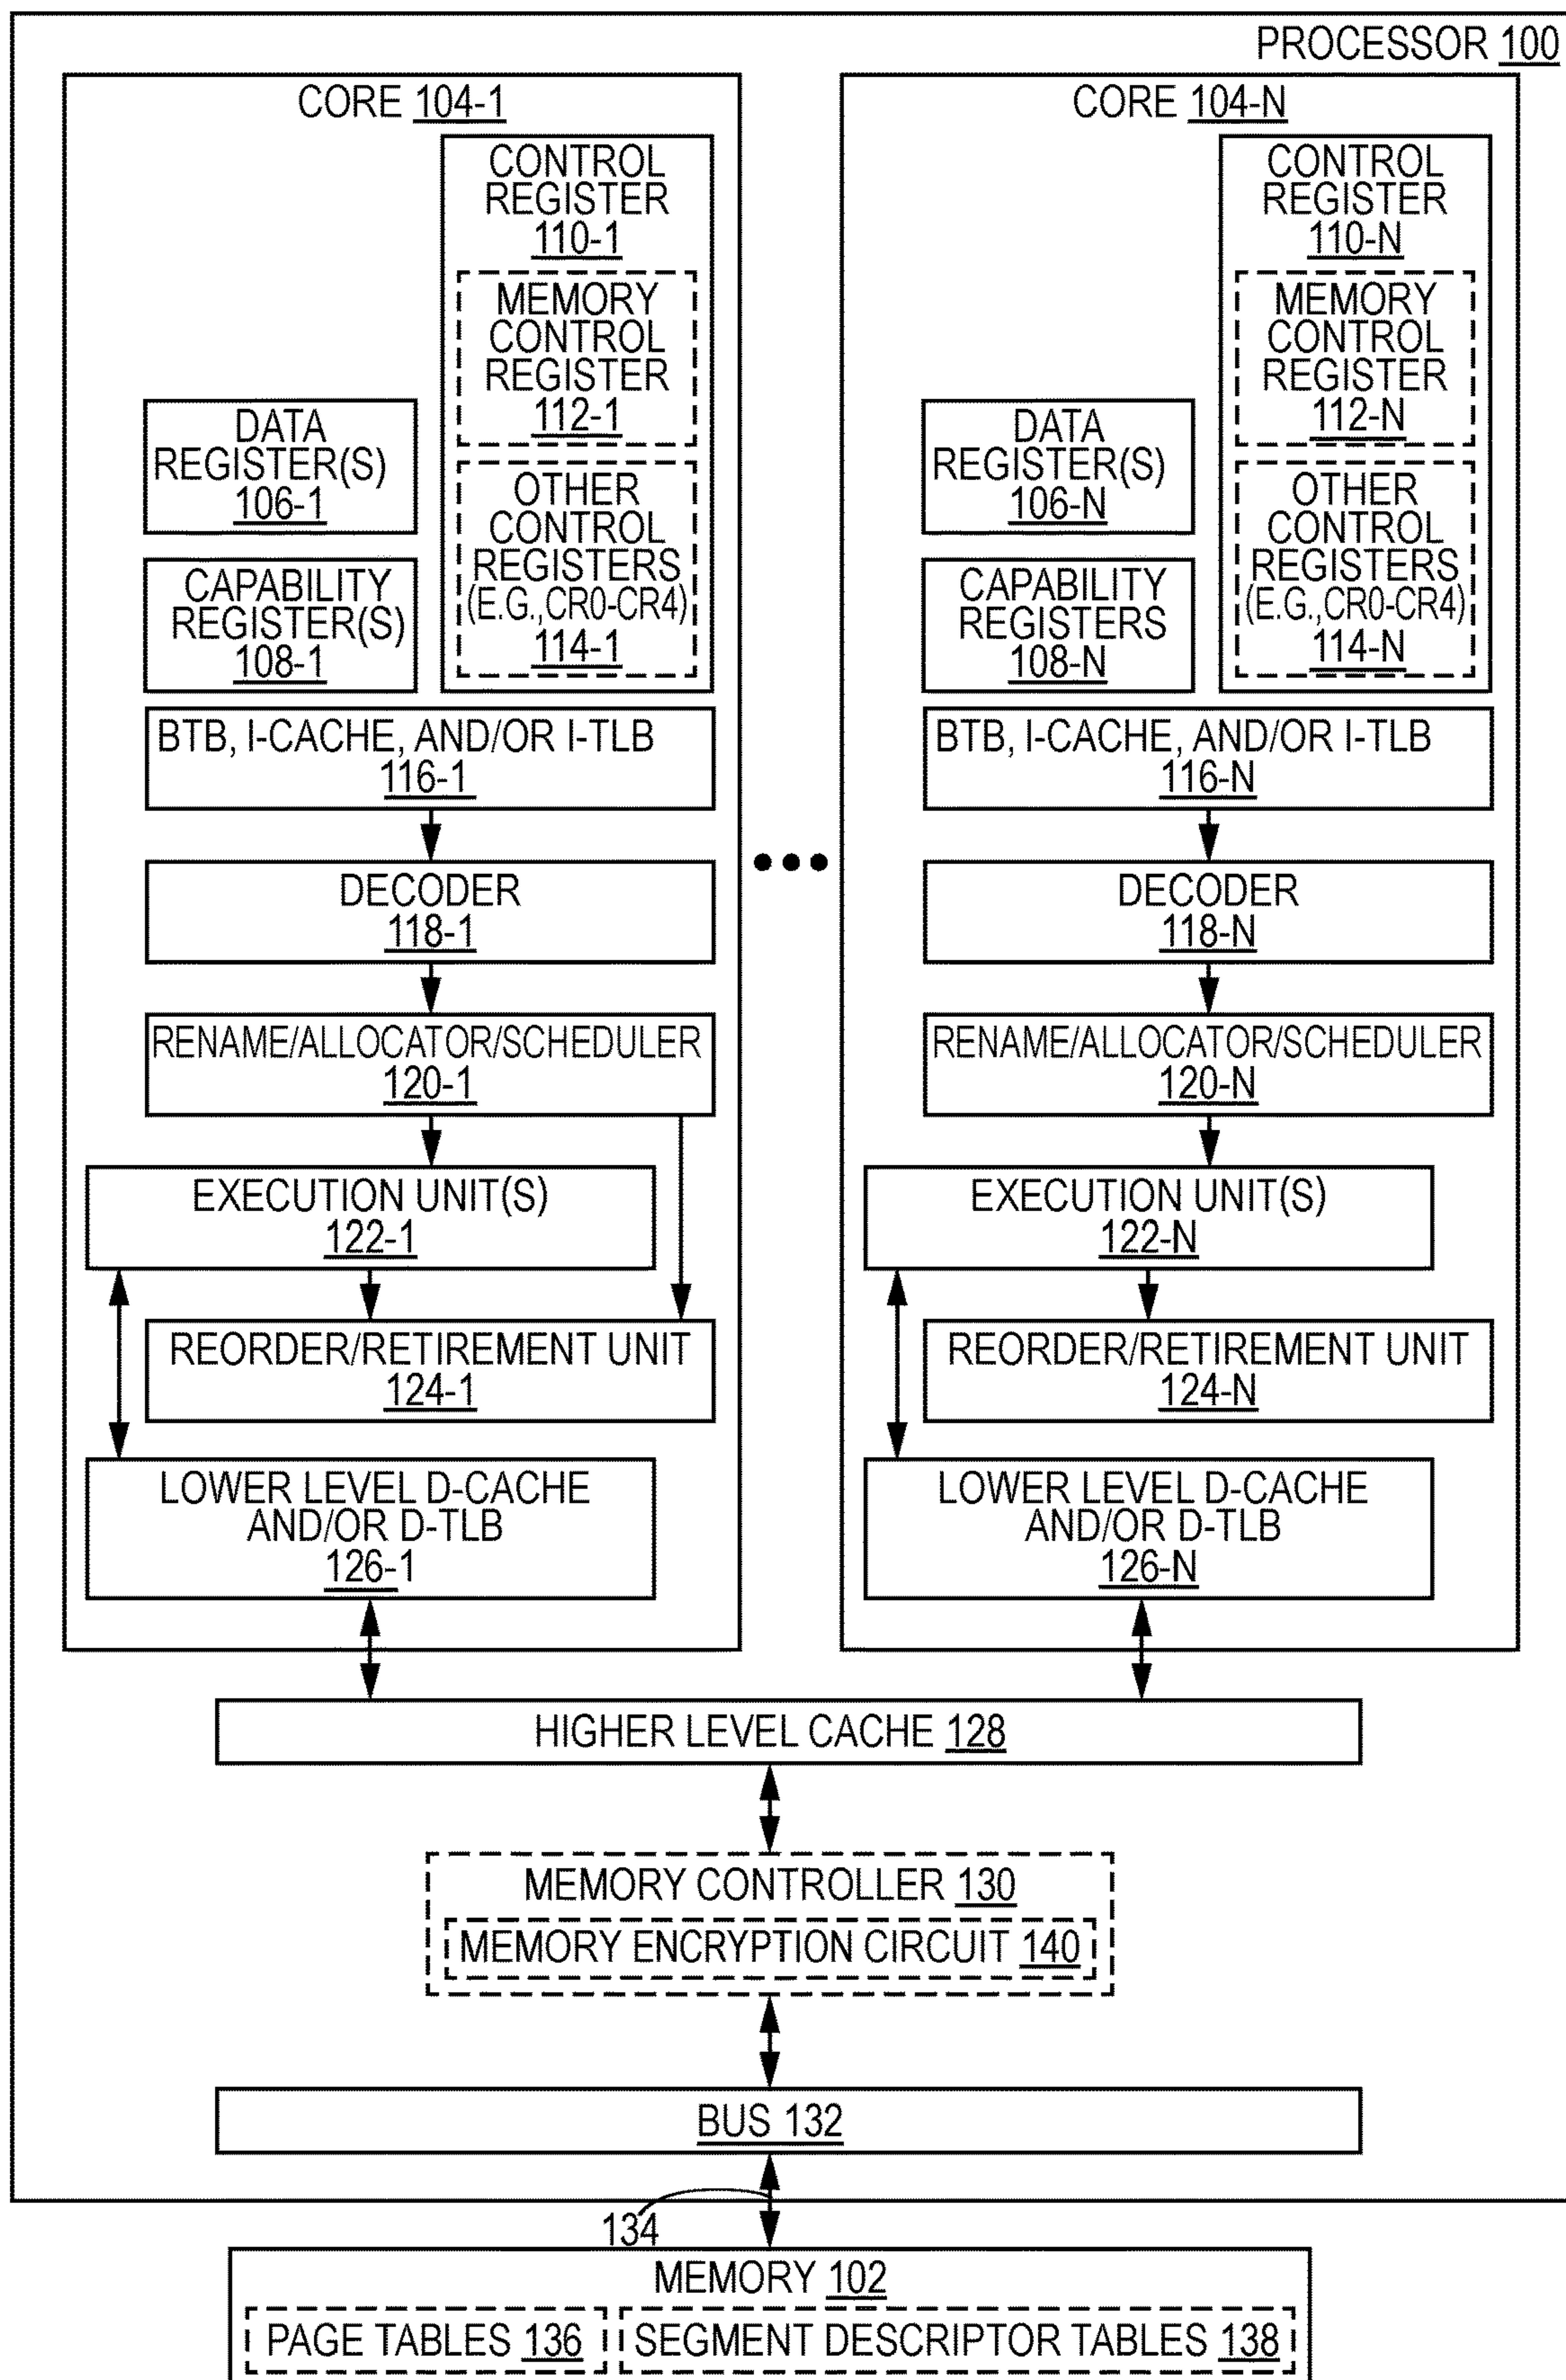 PROCESSOR 100
CORE 104-1
CONTROL
REGISTER
110-1
MEMORY
CONTROL
REGISTER
112-1
DATA
REGISTER(S)
106-1
OTHER
CONTROL
REGISTERS
(E.G.,CR0-CR4)
114-1
CAPABILITY
REGISTER(S)
108-1
BTB, I-CACHE, AND/OR I-TLB
116-1
DECODER
118-1
RENAME/ALLOCATOR/SCHEDULER
120-1
EXECUTION UNIT(S)
122-1
REORDER/RETIREMENT UNIT
124-1
LOWER LEVEL D-CACHE
AND/OR D-TLB
126-1
CORE 104-N
CONTROL
REGISTER
110-N
MEMORY
CONTROL
REGISTER
112-N
DATA
REGISTER(S)
106-N
OTHER
CONTROL
REGISTERS
(E.G.,CR0-CR4)
114-N
CAPABILITY
REGISTERS
108-N
BTB, I-CACHE, AND/OR I-TLB
116-N
DECODER
118-N
RENAME/ALLOCATOR/SCHEDULER
120-N
EXECUTION UNIT(S)
122-N
REORDER/RETIREMENT UNIT
124-N
LOWER LEVEL D-CACHE
AND/OR D-TLB
126-N
HIGHER LEVEL CACHE 128
MEMORY CONTROLLER 130
MEMORY ENCRYPTION CIRCUIT 140
BUS 132
134
MEMORY 102
PAGE TABLES 136
SEGMENT DESCRIPTOR TABLES 138